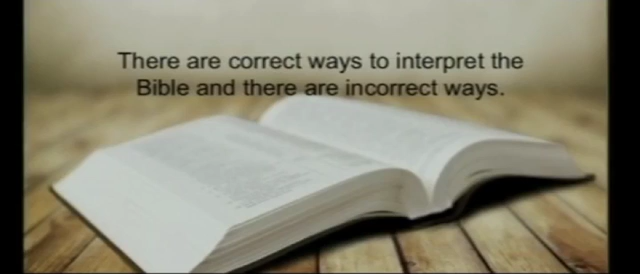 There are correct ways to interpret the
Bible and there are incorrect ways.